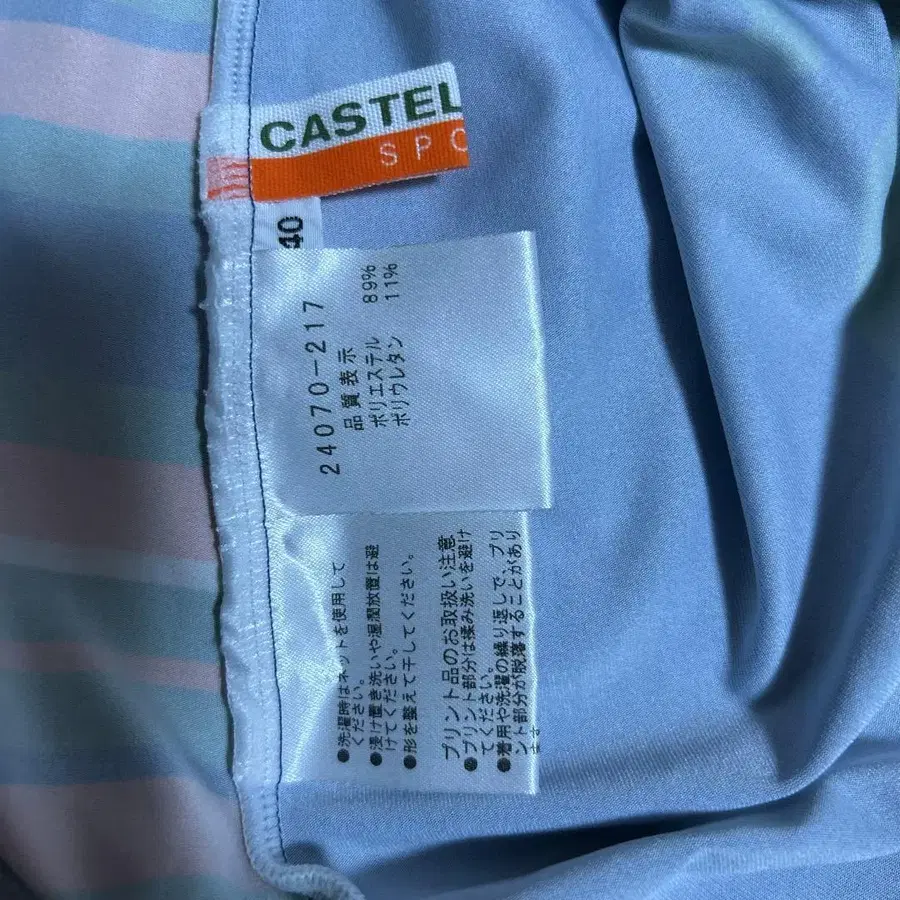 CASTEL
SPO
40
24070-217
品質表示
ポリエステル 89%
ポリウレタン 11%
●洗濯時はネットを使用して
ください。
●浸け置き洗いや湿潤放置は避
けてください。
●形を整えて干してください。
プリント品のお取扱い注意
●プリント部分は揉み洗いを避け
てください。
●着用や洗濯の繰り返しで、プリ
ント部分が脱落することがあり
ます